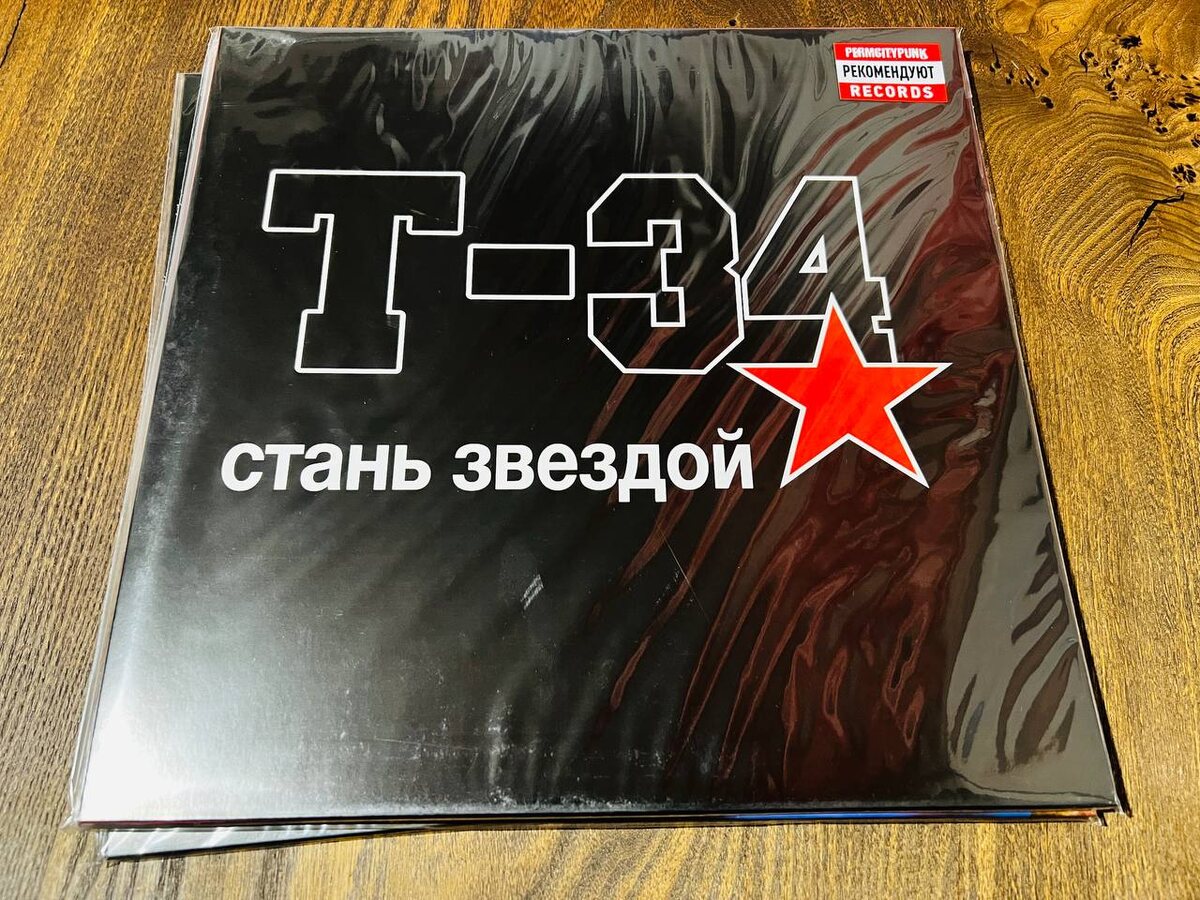 PERMCITYPUNK
РЕКОМЕНДУЮТ
RECORDS
Т-34
стань звездой